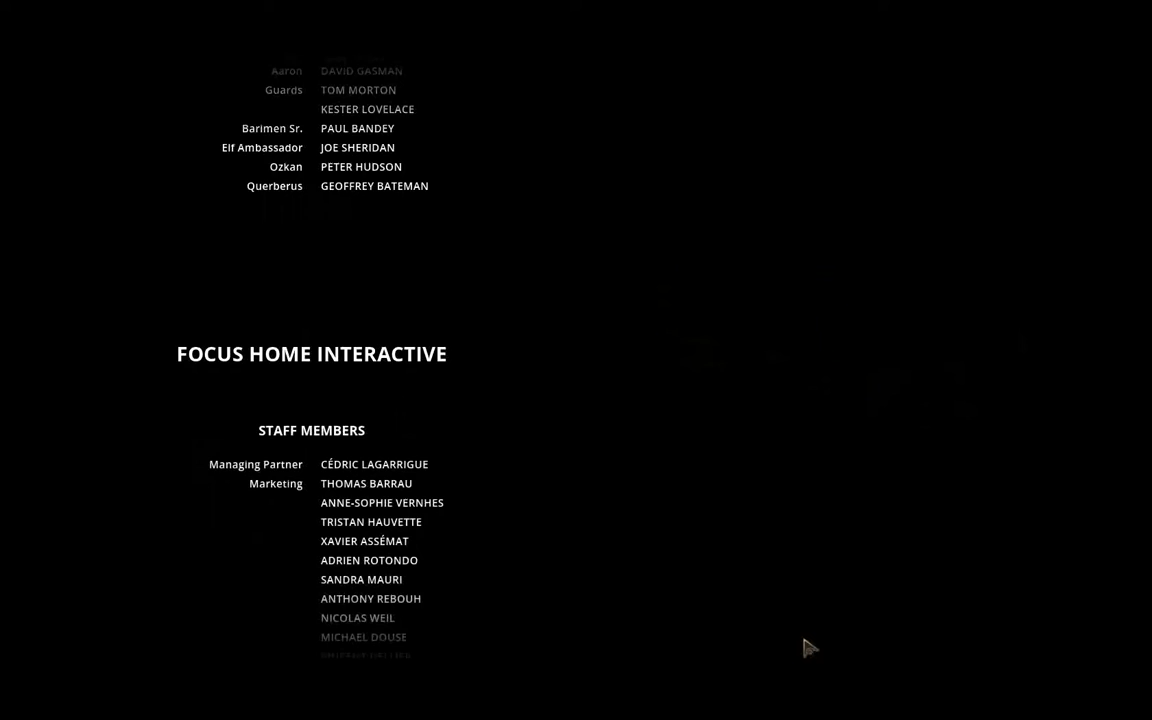 Aaron DAVID GASMAN
Guards TOM MORTON
KESTER LOVELACE
Barimen Sr. PAUL BANDEY
Elf Ambassador JOE SHERIDAN
Ozkan PETER HUDSON
Querberus GEOFFREY BATEMAN
FOCUS HOME INTERACTIVE
STAFF MEMBERS
Managing Partner CÉDRIC LAGARRIGUE
Marketing THOMAS BARRAU
ANNE-SOPHIE VERNHES
TRISTAN HAUVETTE
XAVIER ASSÉMAT
ADRIEN ROTONDO
SANDRA MAURI
ANTHONY REBOUH
NICOLAS WEIL
MICHAEL DOUSE